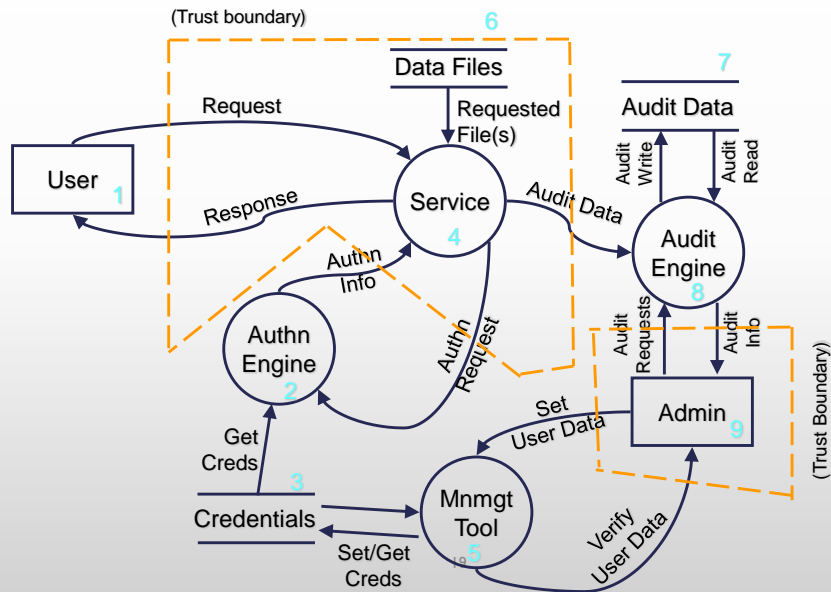 (Trust boundary)
6
Data Files
7
Audit Data
Request
Requested
File(s)
Audit
Write
Audit
Read
User
1
Response
Service
4
Audit Data
Audit
Engine
8
Authn
Info
Authn
Engine
2
Authn
Request
Audit
Requests
Audit
Info
(Trust Boundary)
Set
User Data
Admin
9
Get
Creds
3
Credentials
Mnmgt
Tool
5
Set/Get
Creds
19
Verify
User Data